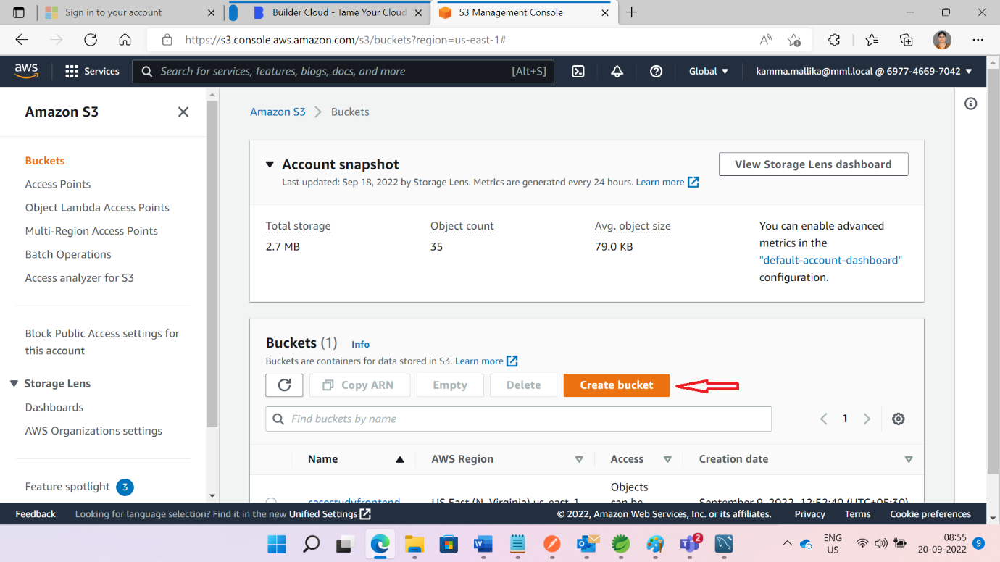 Sign in to your account
Builder Cloud - Tame Your Cloud
S3 Management Console
https://s3.console.aws.amazon.com/s3/buckets?region=us-east-1#
aws
Services
Search for services, features, blogs, docs, and more
[Alt+S]
Global
kamma.mallika@mml.local @ 6977-4669-7042
Amazon S3
Buckets
Access Points
Object Lambda Access Points
Multi-Region Access Points
Batch Operations
Access analyzer for S3
Block Public Access settings for
this account
Storage Lens
Dashboards
AWS Organizations settings
Feature spotlight 3
Amazon S3 > Buckets
Account snapshot
Last updated: Sep 18, 2022 by Storage Lens. Metrics are generated every 24 hours. Learn more
View Storage Lens dashboard
Total storage
2.7 MB
Object count
35
Avg. object size
79.0 KB
You can enable advanced
metrics in the
"default-account-dashboard"
configuration.
Buckets (1) Info
Buckets are containers for data stored in S3. Learn more
Copy ARN
Empty
Delete
Create bucket
Find buckets by name
1
Name
AWS Region
Access
Creation date
casestudyfrontend
US East (N. Virginia) us-east-1
Objects
can be
September 9, 2022, 12:52:40 (UTC+05:30)
Feedback
Looking for language selection? Find it in the new Unified Settings
© 2022, Amazon Web Services, Inc. or its affiliates.
Privacy
Terms
Cookie preferences
2
ENG
US
08:55
20-09-2022
9